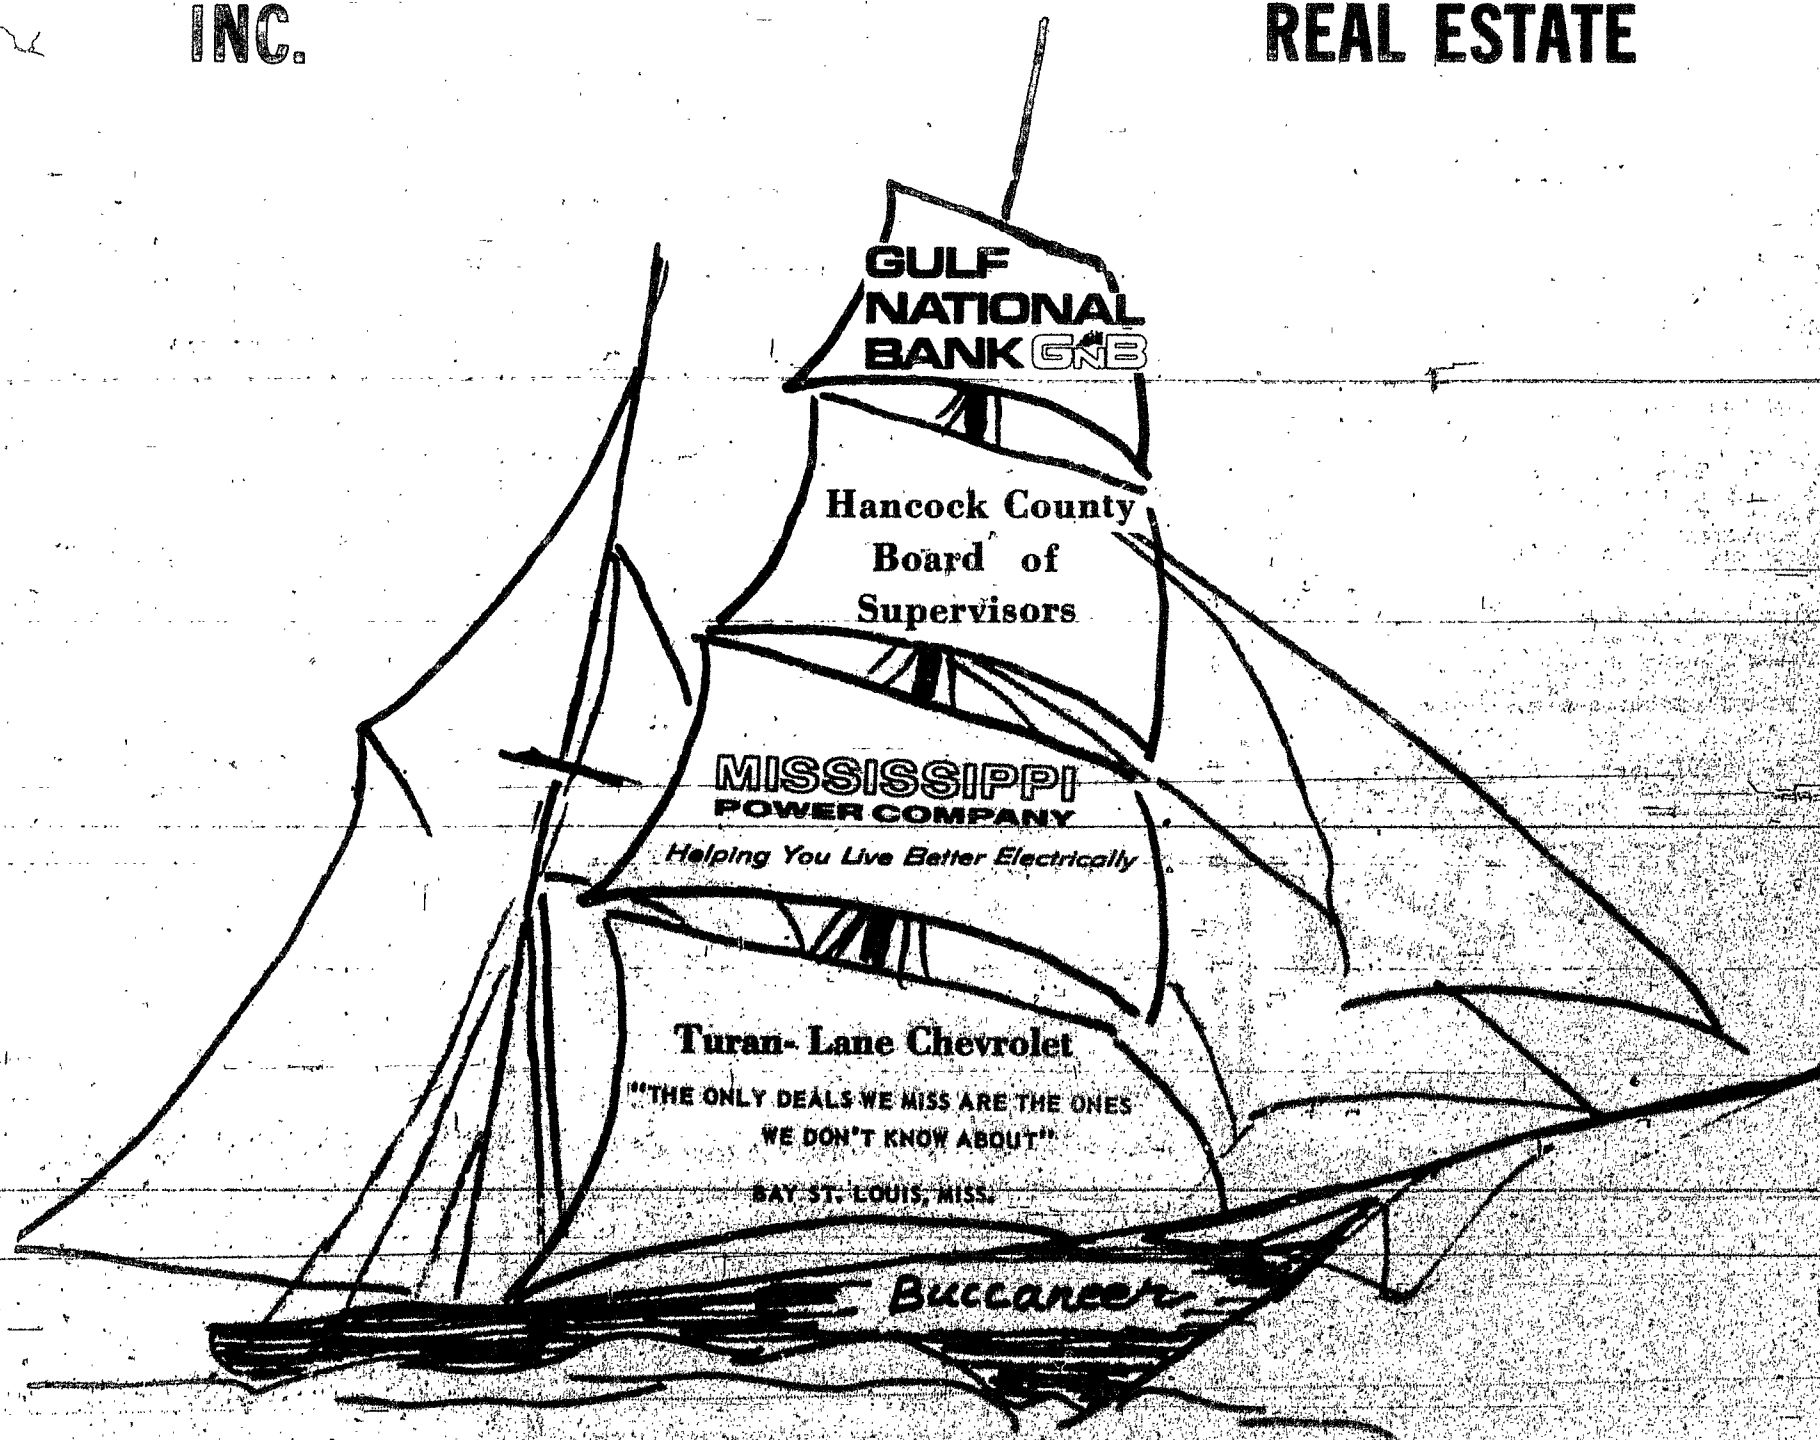 INC.
REAL ESTATE
GULF
NATIONAL
BANK GNB
Hancock County
Board of
Supervisors
MISSISSIPPI
POWER COMPANY
Helping You Live Better Electrically
Turan- Lane Chevrolet
"THE ONLY DEALS WE MISS ARE THE ONES
WE DON'T KNOW ABOUT"
BAY ST. LOUIS, MISS.
Buccaneer